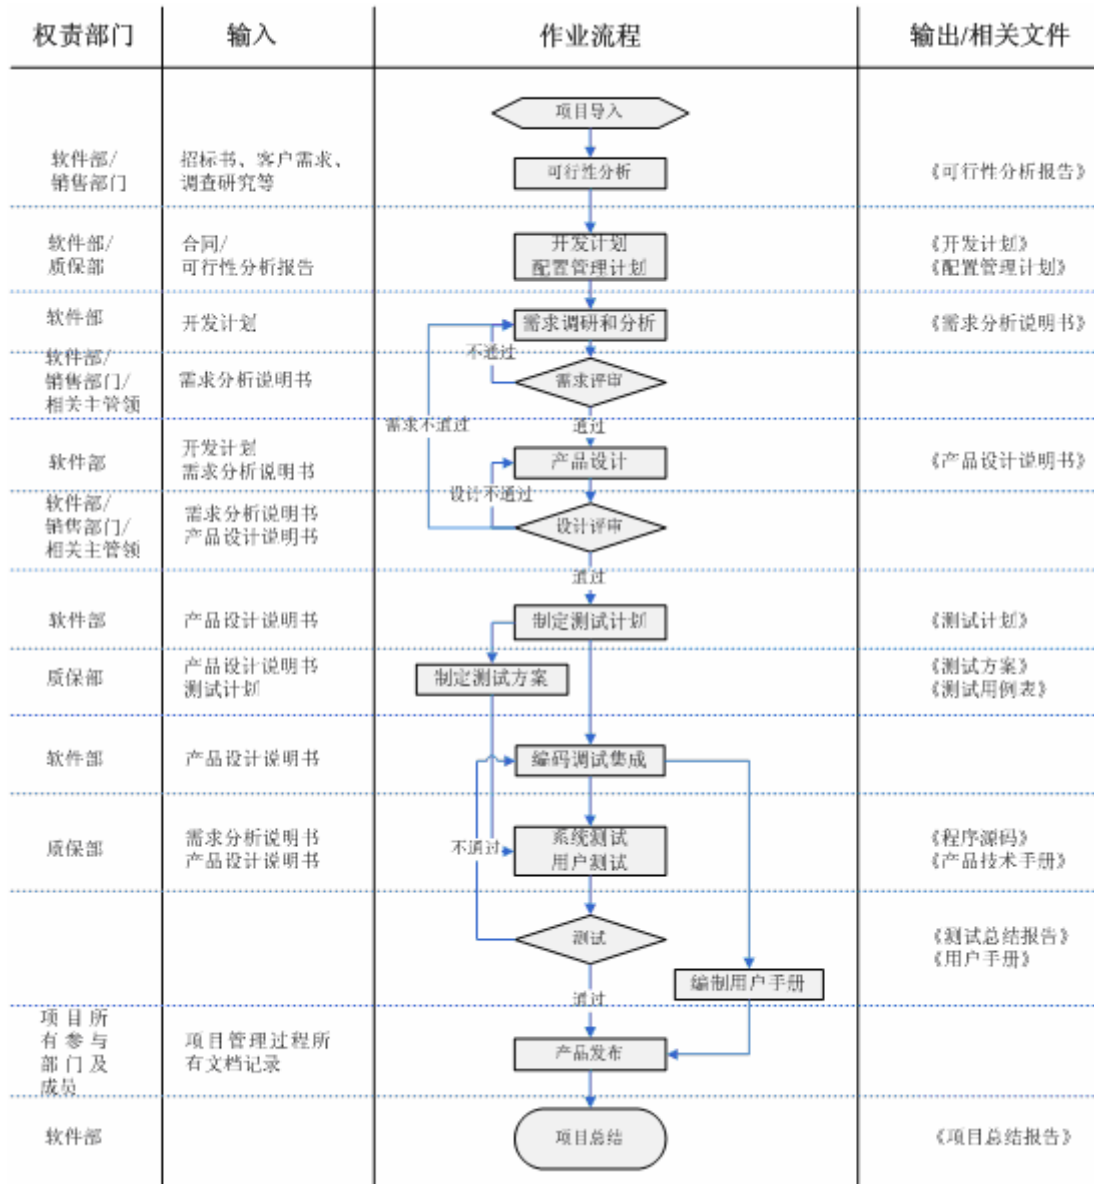 权责部门
输入
作业流程
输出/相关文件
项目导入
软件部/
销售部门
招标书、客户需求、
调查研究等
可行性分析
《可行性分析报告》
软件部/
质保部
合同/
可行性分析报告
开发计划
配置管理计划
《开发计划》
《配置管理计划》
软件部
开发计划
需求调研和分析
《需求分析说明书》
不通过
软件部/
销售部门/
相关主管领
需求分析说明书
需求评审
需求不通过
通过
软件部
开发计划
需求分析说明书
产品设计
《产品设计说明书》
设计不通过
软件部/
销售部门/
相关主管领
需求分析说明书
产品设计说明书
设计评审
通过
软件部
产品设计说明书
制定测试计划
《测试计划》
质保部
产品设计说明书
测试计划
制定测试方案
《测试方案》
《测试用例表》
软件部
产品设计说明书
编码调试集成
质保部
需求分析说明书
产品设计说明书
不通过
系统测试
用户测试
《程序源码》
《产品技术手册》
测试
《测试总结报告》
《用户手册》
编制用户手册
通过
项目所
有参与
部门及
成员
项目管理过程所
有文档记录
产品发布
软件部
项目总结
《项目总结报告》